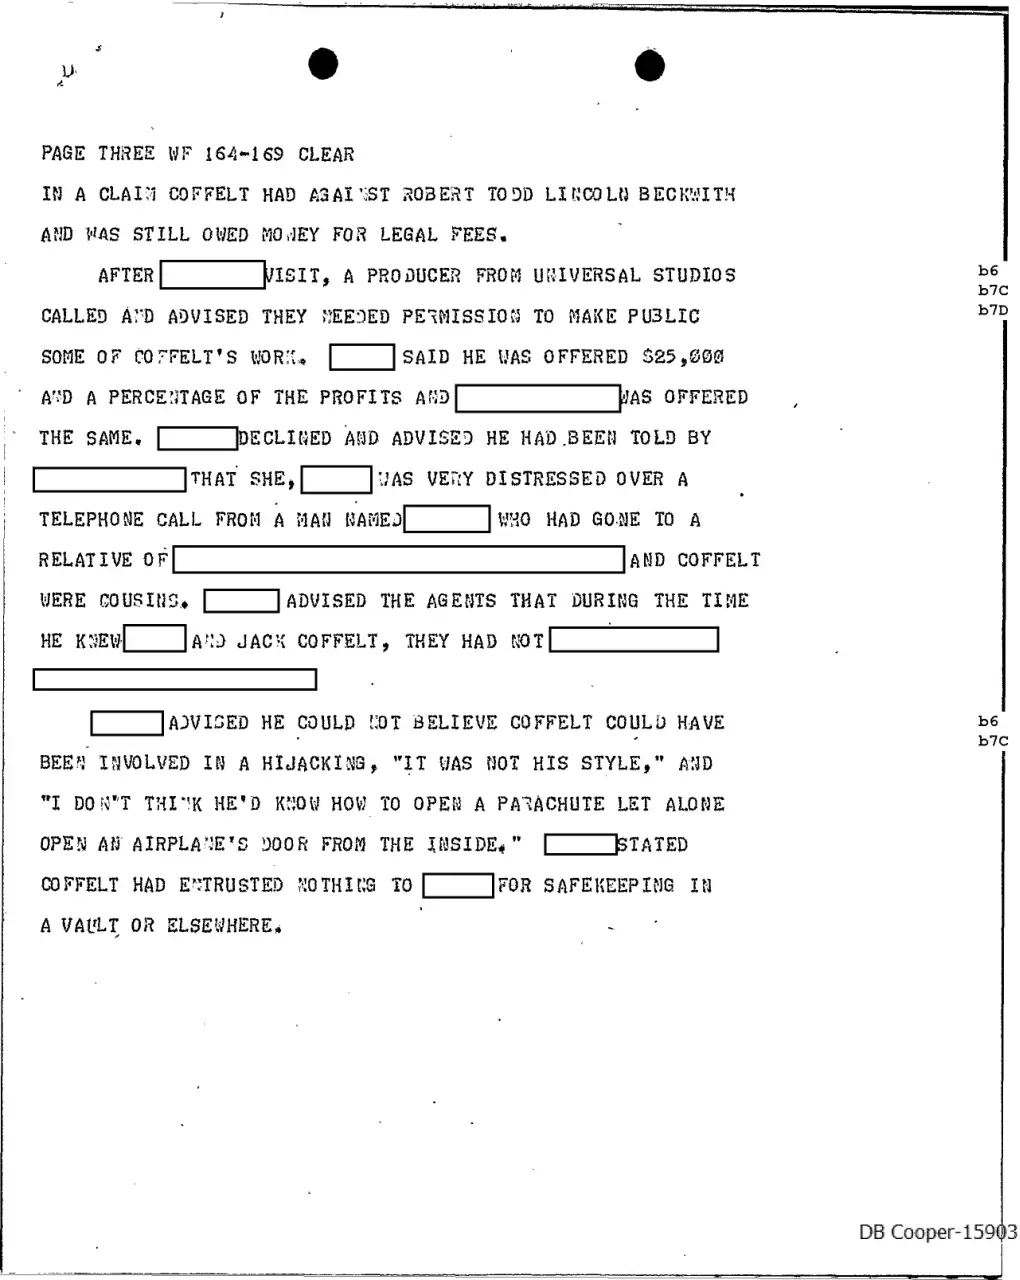 PAGE THREE WF 164-169 CLEAR
IN A CLAIM COFFELT HAD AGAINST ROBERT TODD LINCOLN BECKWITH
AND WAS STILL OWED MONEY FOR LEGAL FEES.
AFTER VISIT, A PRODUCER FROM UNIVERSAL STUDIOS
b6
b7C
b7D
CALLED AND ADVISED THEY NEEDED PERMISSION TO MAKE PUBLIC
SOME OF COFFELT'S WORK. SAID HE WAS OFFERED $25,000
AND A PERCENTAGE OF THE PROFITS AND WAS OFFERED
THE SAME. DECLINED AND ADVISED HE HAD BEEN TOLD BY
THAT SHE, WAS VERY DISTRESSED OVER A
TELEPHONE CALL FROM A MAN NAMED WHO HAD GONE TO A
RELATIVE OF AND COFFELT
WERE COUSINS. ADVISED THE AGENTS THAT DURING THE TIME
HE KNEW AND JACK COFFELT, THEY HAD NOT
ADVISED HE COULD NOT BELIEVE COFFELT COULD HAVE
b6
b7C
BEEN INVOLVED IN A HIJACKING, "IT WAS NOT HIS STYLE," AND
"I DON'T THINK HE'D KNOW HOW TO OPEN A PARACHUTE LET ALONE
OPEN AN AIRPLANE'S DOOR FROM THE INSIDE." STATED
COFFELT HAD ENTRUSTED NOTHING TO FOR SAFEKEEPING IN
A VAULT OR ELSEWHERE.
DB Cooper-15903